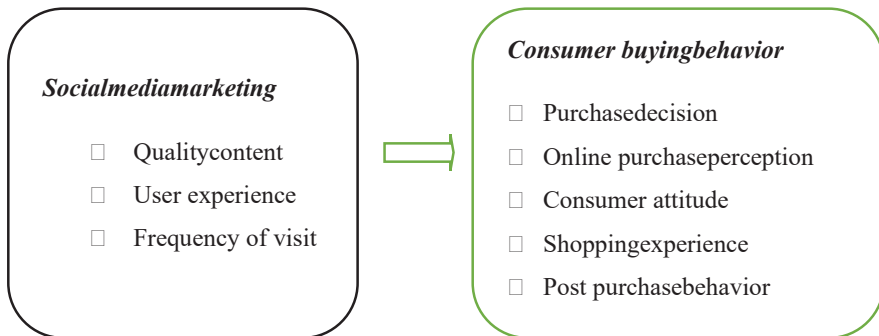 Socialmediamarketing
Qualitycontent
User experience
Frequency of visit
Consumer buyingbehavior
Purchasedecision
Online purchaseperception
Consumer attitude
Shoppingexperience
Post purchasebehavior